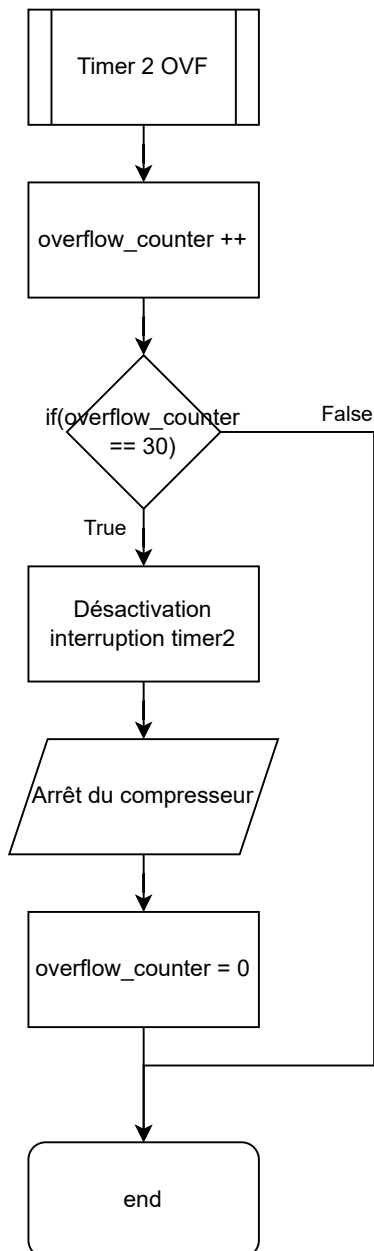 Timer 2 OVF
overflow_counter ++
if(overflow_counter
== 30)
False
True
Désactivation
interruption timer2
Arrêt du compresseur
overflow_counter = 0
end